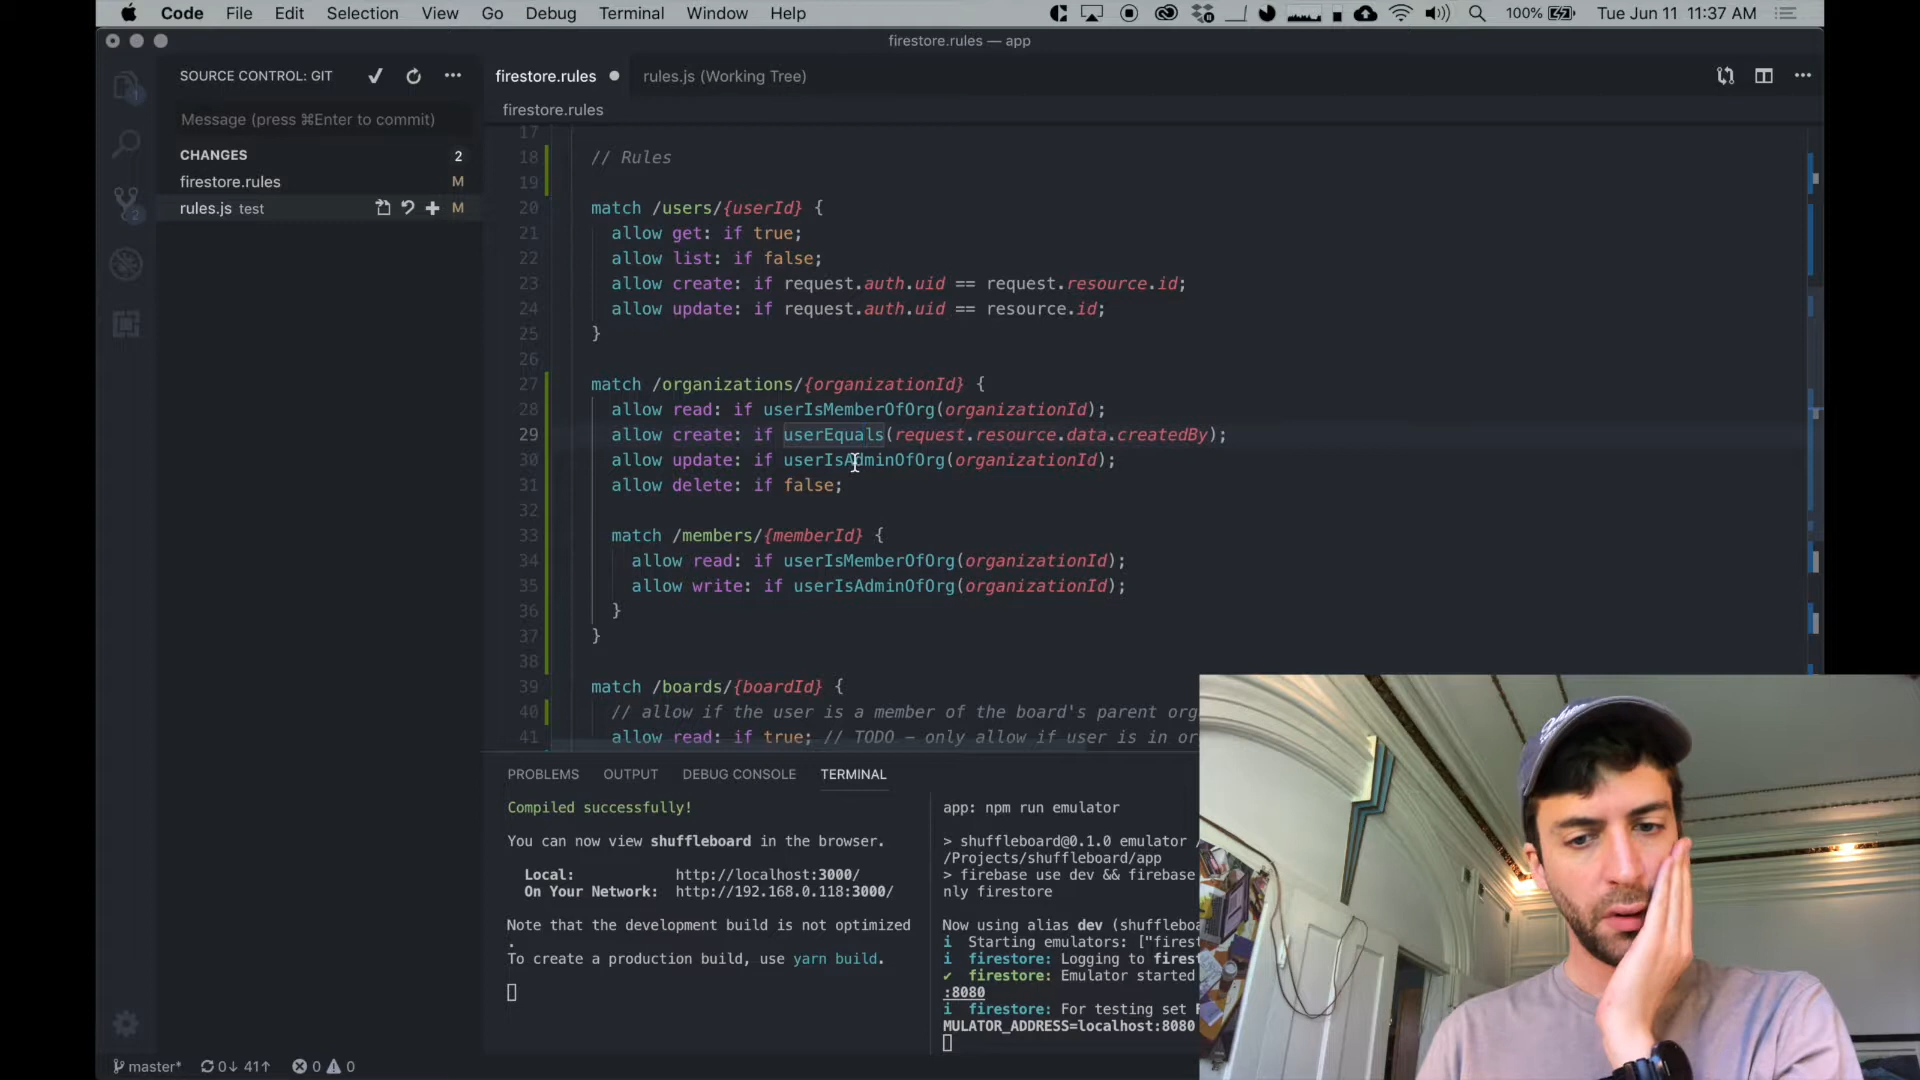 Code File Edit Selection View Go Debug Terminal Window Help 100% Tue Jun 11 11:37 AM
firestore.rules — app
SOURCE CONTROL: GIT
firestore.rules
rules.js (Working Tree)
Message (press ⌘Enter to commit)
firestore.rules
CHANGES 2
firestore.rules M
rules.js test M
17
18 // Rules
19
20 match /users/{userId} {
21 allow get: if true;
22 allow list: if false;
23 allow create: if request.auth.uid == request.resource.id;
24 allow update: if request.auth.uid == resource.id;
25 }
26
27 match /organizations/{organizationId} {
28 allow read: if userIsMemberOfOrg(organizationId);
29 allow create: if userEquals(request.resource.data.createdBy);
30 allow update: if userIsAdminOfOrg(organizationId);
31 allow delete: if false;
32
33 match /members/{memberId} {
34 allow read: if userIsMemberOfOrg(organizationId);
35 allow write: if userIsAdminOfOrg(organizationId);
36 }
37 }
38
39 match /boards/{boardId} {
40 // allow if the user is a member of the board's parent org
41 allow read: if true; // TODO – only allow if user is in or
PROBLEMS OUTPUT DEBUG CONSOLE TERMINAL
Compiled successfully!
You can now view shuffleboard in the browser.
Local: http://localhost:3000/
On Your Network: http://192.168.0.118:3000/
Note that the development build is not optimized
.
To create a production build, use yarn build.
app: npm run emulator
> shuffleboard@0.1.0 emulator /
/Projects/shuffleboard/app
> firebase use dev && firebase
nly firestore
Now using alias dev (shuffleboa
i firestore: Starting emulators: ["firest
i firestore: Logging to firest
✔ firestore: Emulator started
:8080
i firestore: For testing set F
MULATOR_ADDRESS=localhost:8080
master* 0↓ 41↑ 0 0